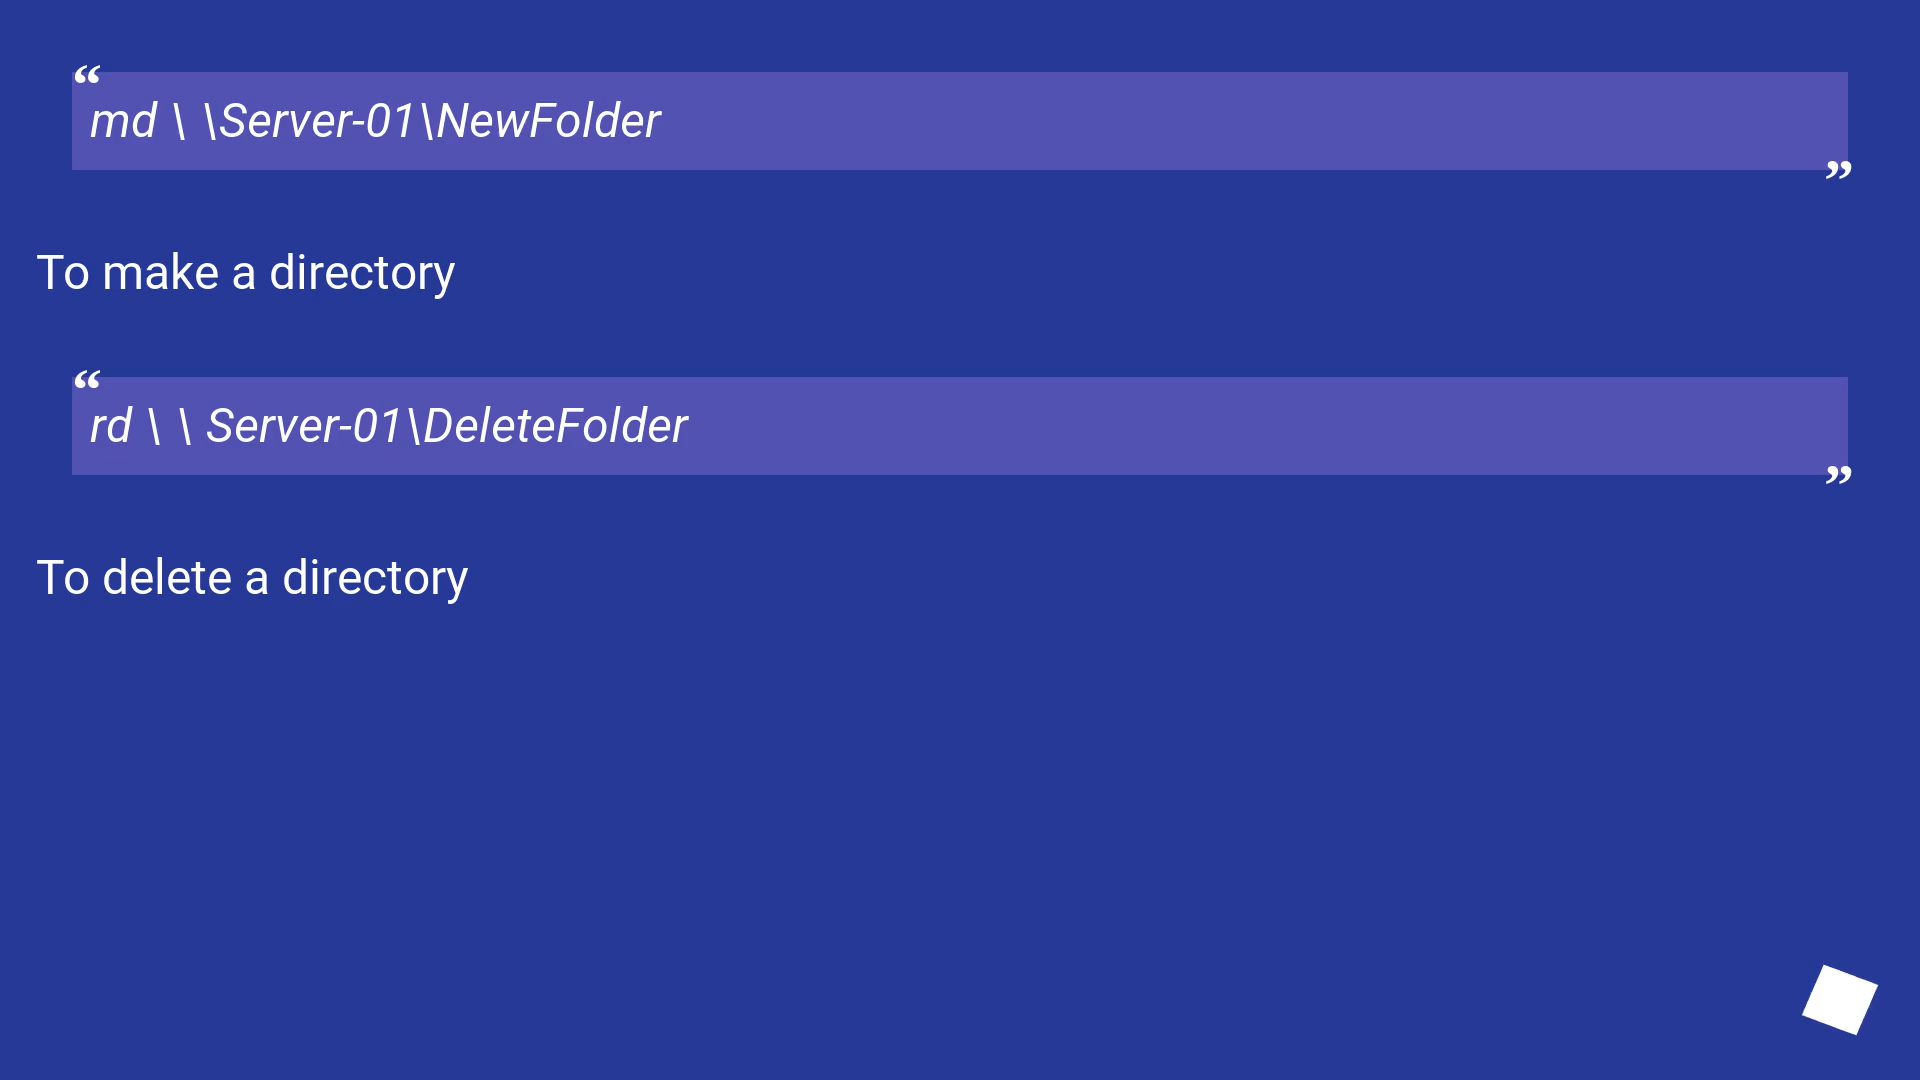 “
md \ \Server-01\NewFolder
”
To make a directory
“
rd \ \ Server-01\DeleteFolder
”
To delete a directory